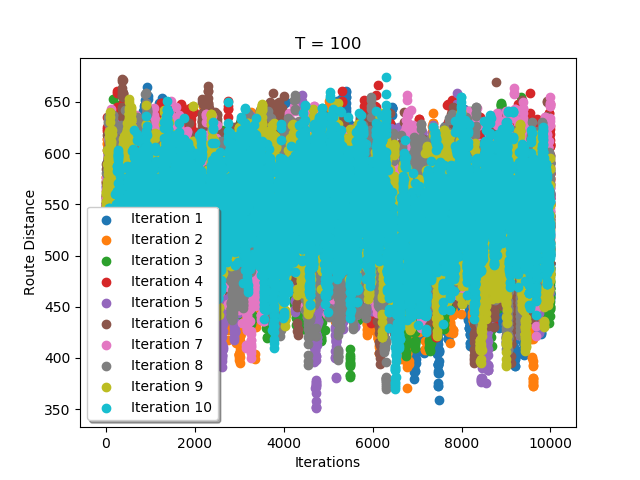 T = 100
Route Distance
650
600
550
500
450
400
350
Iteration 1
Iteration 2
Iteration 3
Iteration 4
Iteration 5
Iteration 6
Iteration 7
Iteration 8
Iteration 9
Iteration 10
0 2000 4000 6000 8000 10000
Iterations